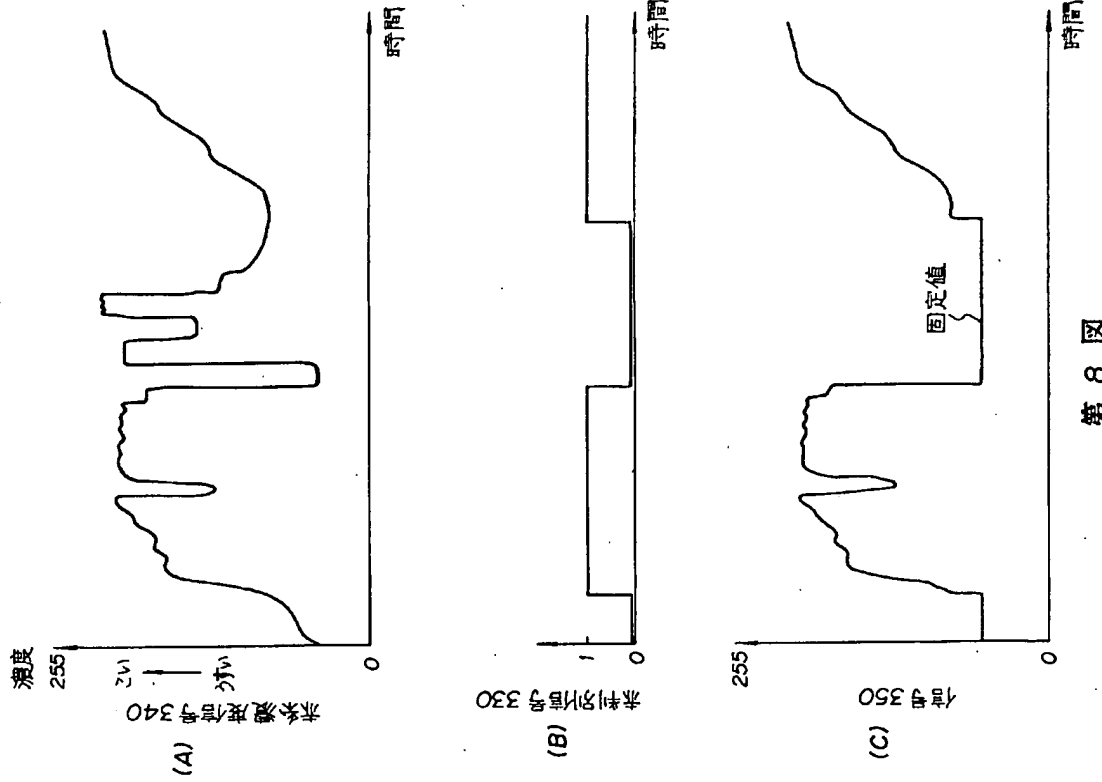 (A)
赤系濃度信号340
濃度
255
こい
うすい
0
時間
(B)
赤判別信号330
1
0
時間
(C)
信号350
255
0
固定値
時間
第8図